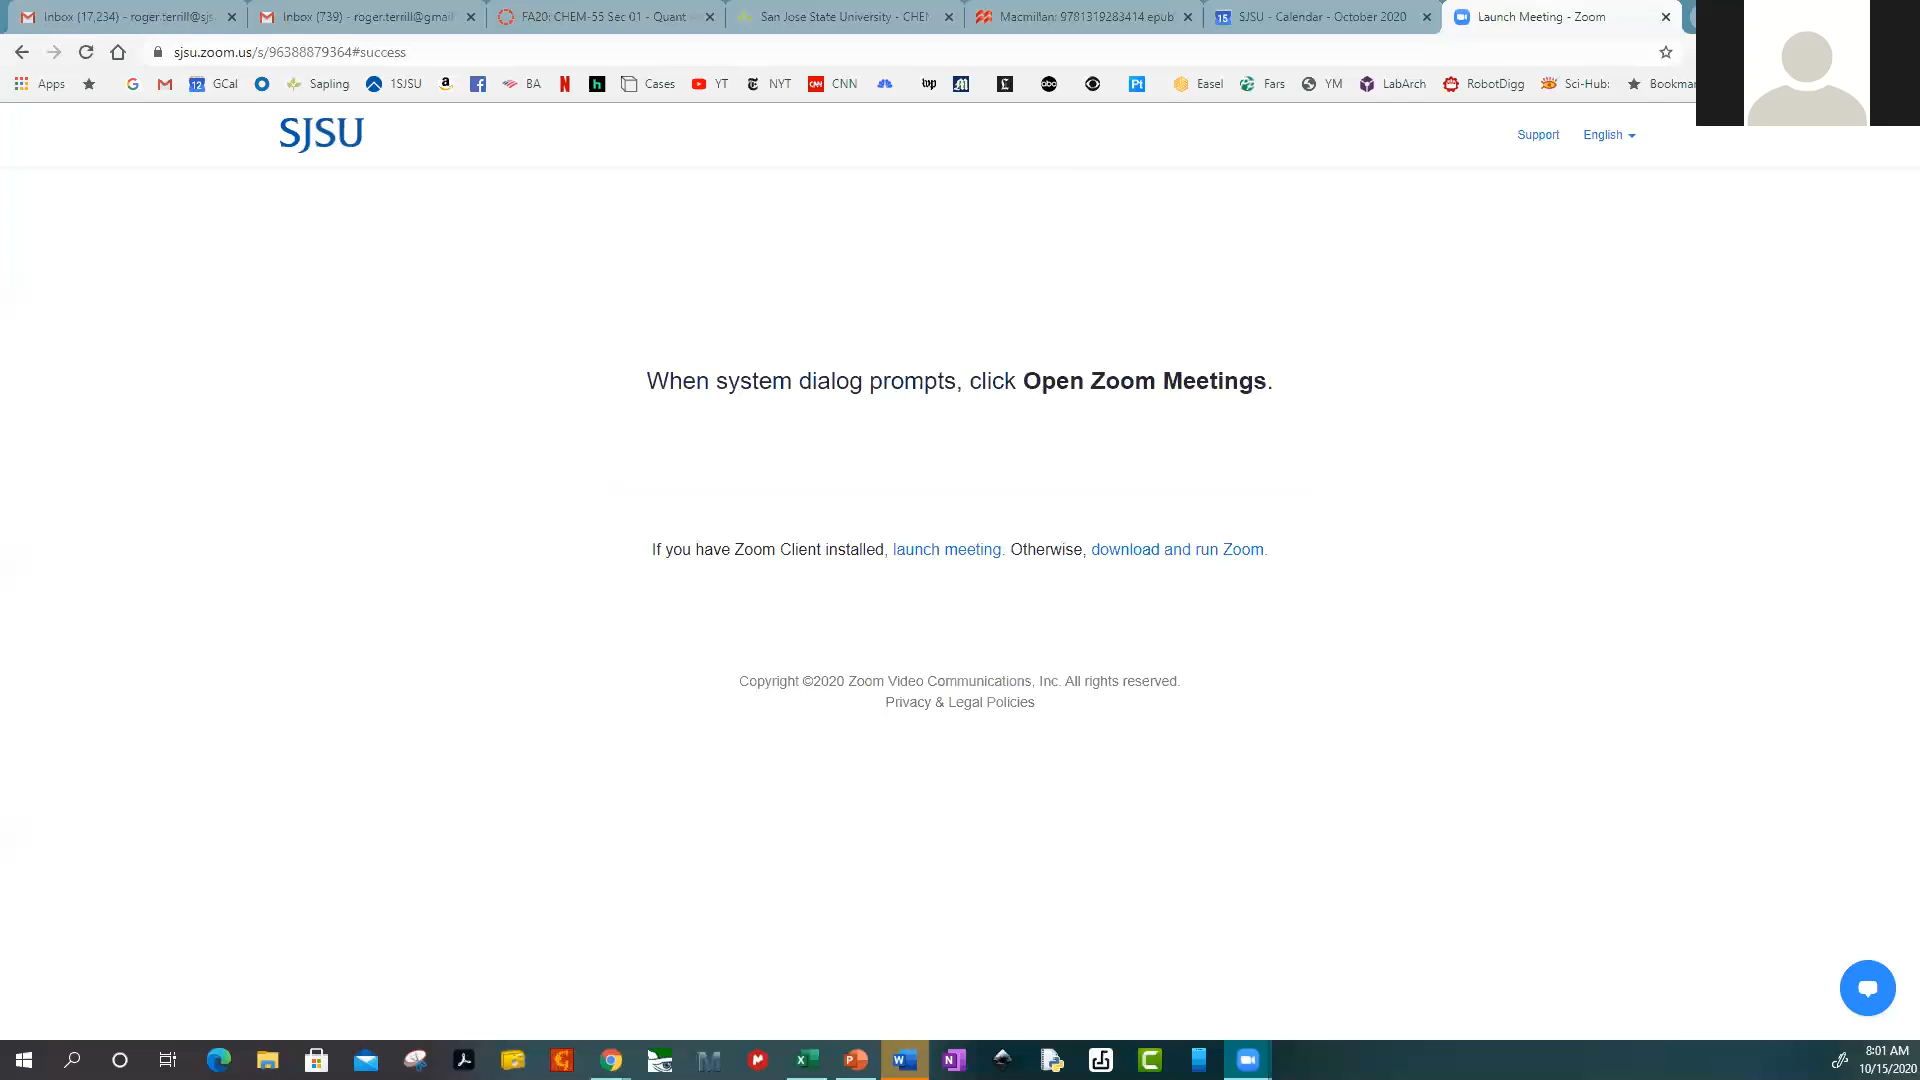 Inbox (17,234) - roger.terrill@sjs
Inbox (739) - roger.terrill@gmail
FA20: CHEM-55 Sec 01 - Quant
San Jose State University - CHEM
Macmillan: 9781319283414.epub
SJSU - Calendar - October 2020
Launch Meeting - Zoom
sjsu.zoom.us/s/96388879364#success
Apps
GCal
Sapling
1SJSU
BA
Cases
YT
NYT
CNN
Easel
Fars
YM
LabArch
RobotDigg
Sci-Hub:
Bookmar
SJSU
Support
English
When system dialog prompts, click Open Zoom Meetings.
If you have Zoom Client installed, launch meeting. Otherwise, download and run Zoom.
Copyright ©2020 Zoom Video Communications, Inc. All rights reserved.
Privacy & Legal Policies
8:01 AM
10/15/2020